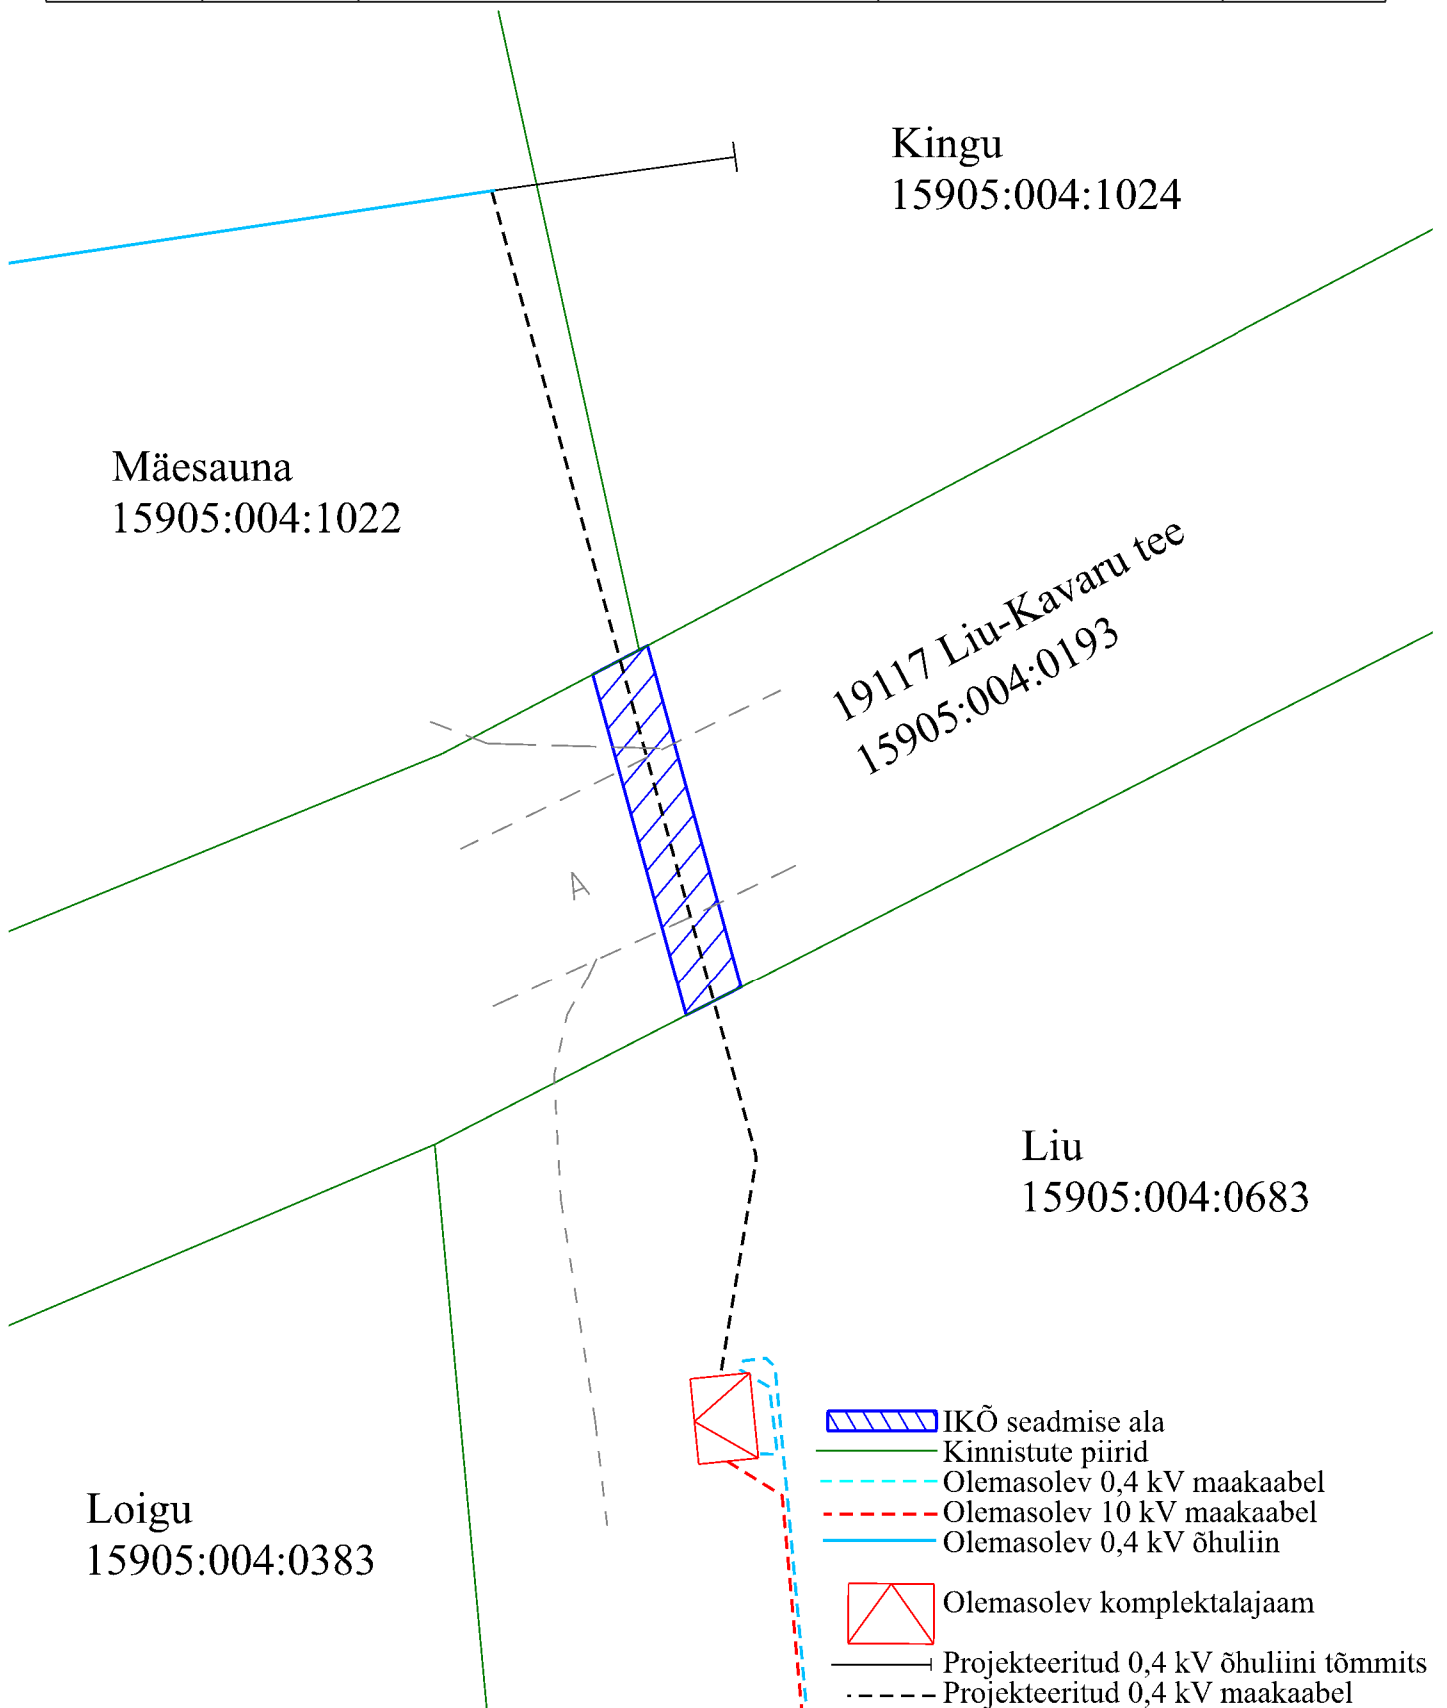 Kingu
15905:004:1024
Mäesauna
15905:004:1022
19117 Liu-Kavaru tee
15905:004:0193
A
Liu
15905:004:0683
Loigu
15905:004:0383
IKÕ seadmise ala
Kinnistute piirid
Olemasolev 0,4 kV maakaabel
Olemasolev 10 kV maakaabel
Olemasolev 0,4 kV õhuliin
Olemasolev komplektalajaam
Projekteeritud 0,4 kV õhuliini tõmmits
Projekteeritud 0,4 kV maakaabel